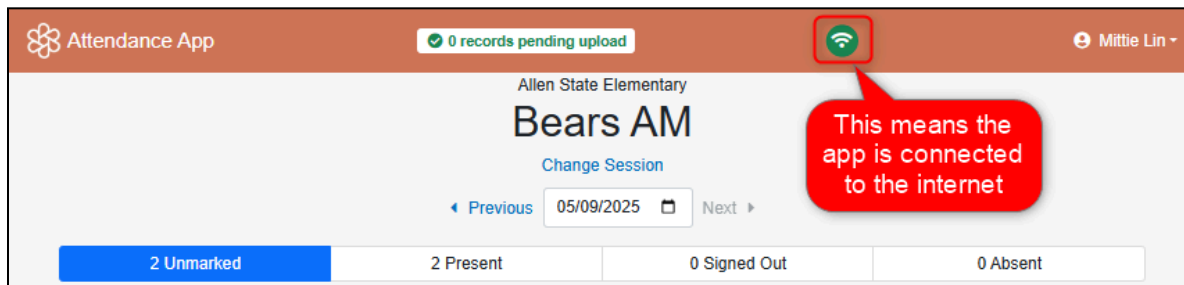 Attendance App
0 records pending upload
Mittie Lin
Allen State Elementary
Bears AM
Change Session
Previous 05/09/2025 Next
This means the
app is connected
to the internet
2 Unmarked 2 Present 0 Signed Out 0 Absent